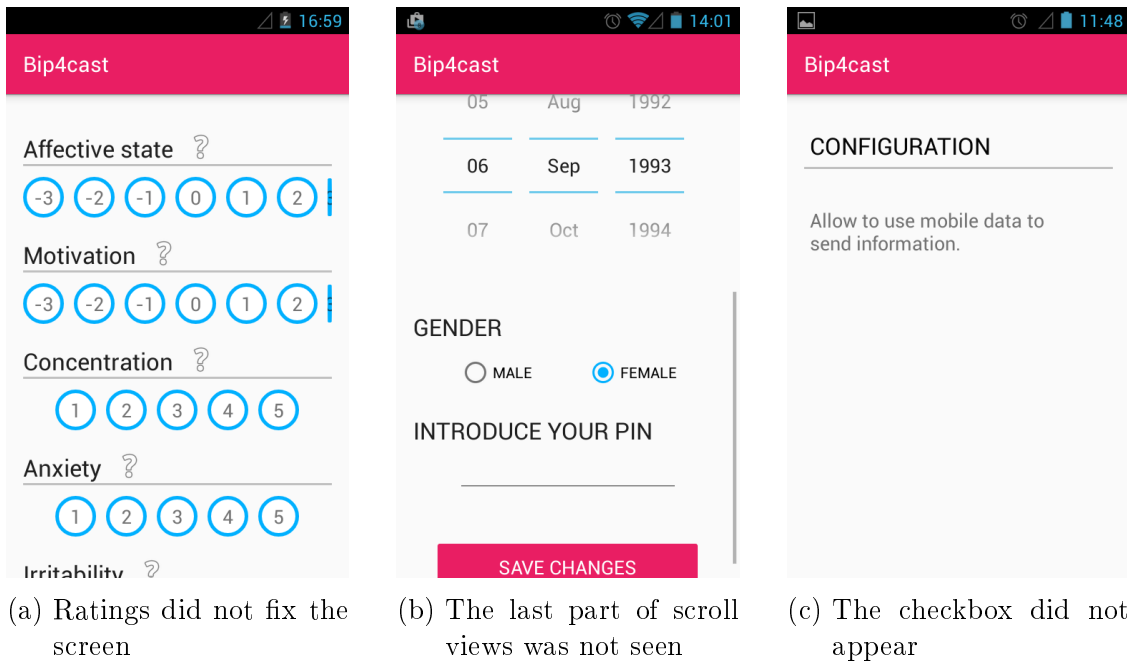 16:59
Bip4cast
Affective state ?
-3 -2 -1 0 1 2
Motivation ?
-3 -2 -1 0 1 2
Concentration ?
1 2 3 4 5
Anxiety ?
1 2 3 4 5
Irritability ?
(a) Ratings did not fix the
screen
14:01
Bip4cast
05 Aug 1992
06 Sep 1993
07 Oct 1994
GENDER
MALE FEMALE
INTRODUCE YOUR PIN
SAVE CHANGES
(b) The last part of scroll
views was not seen
11:48
Bip4cast
CONFIGURATION
Allow to use mobile data to
send information.
(c) The checkbox did not
appear